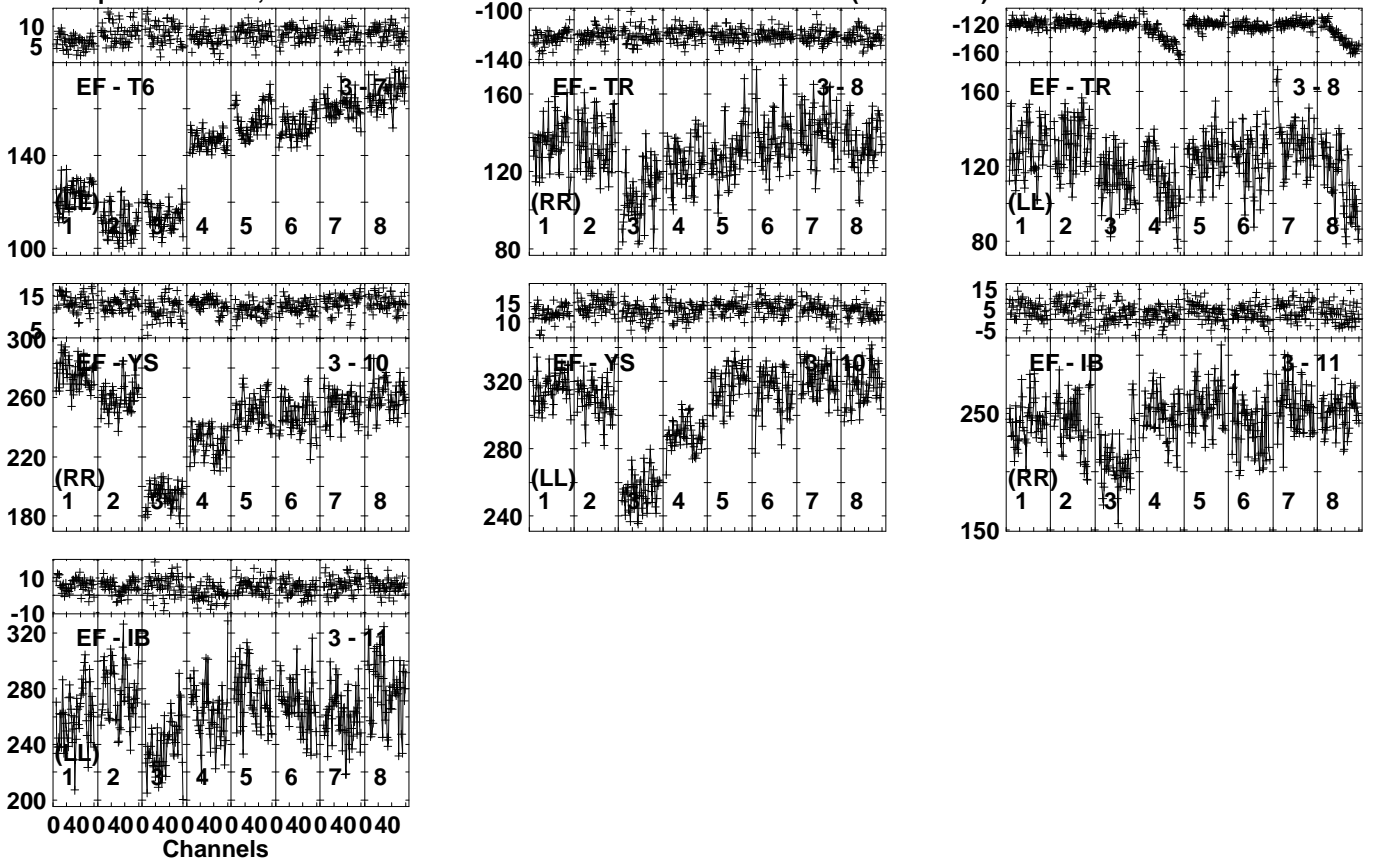 10
5
EF - T6 3 - 7
140
100
(LL)
1 2 3 4 5 6 7 8
-100
-140
EF - TR 3 - 8
160
120
80
(RR)
1 2 3 4 5 6 7 8
-120
-160
EF - TR 3 - 8
160
120
80
(LL)
1 2 3 4 5 6 7 8
15
5
EF - YS 3 - 10
300
260
220
180
(RR)
1 2 3 4 5 6 7 8
15
10
EF - YS 3 - 10
320
280
240
(LL)
1 2 3 4 5 6 7 8
15
5
-5
EF - IB 3 - 11
250
150
(RR)
1 2 3 4 5 6 7 8
10
-10
EF - IB 3 - 11
320
280
240
200
(LL)
1 2 3 4 5 6 7 8
0 40 0 40 0 40 0 40 0 40 0 40 0 40 0 40
Channels